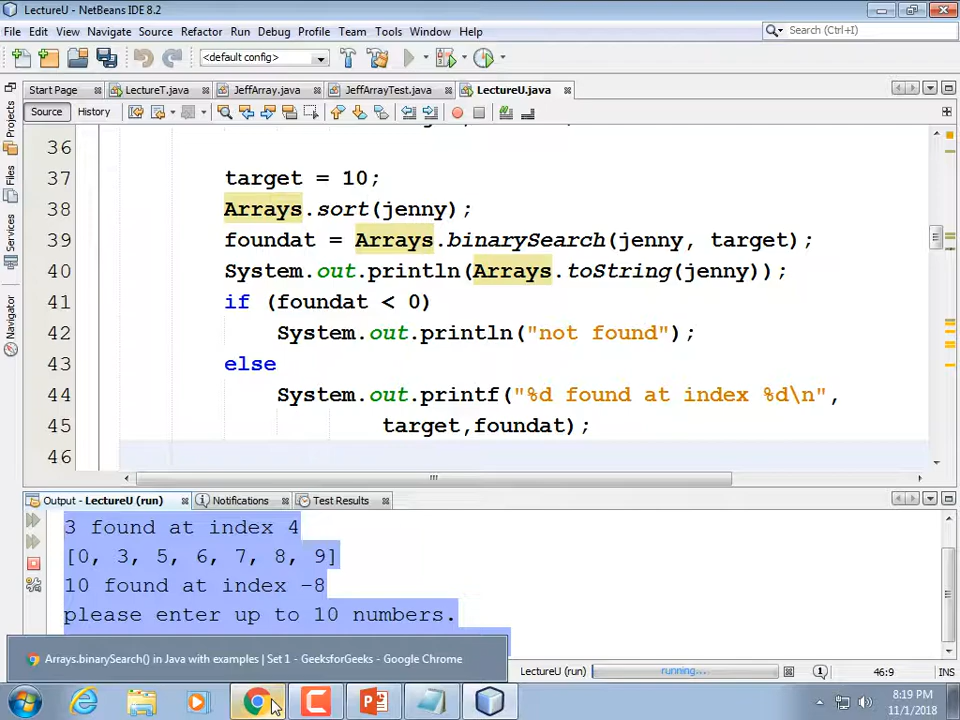 LectureU - NetBeans IDE 8.2
File Edit View Navigate Source Refactor Run Debug Profile Team Tools Window Help
Search (Ctrl+I)
<default config>
Start Page LectureT.java JeffArray.java JeffArrayTest.java LectureU.java
Source History
36
37 target = 10;
38 Arrays.sort(jenny);
39 foundat = Arrays.binarySearch(jenny, target);
40 System.out.println(Arrays.toString(jenny));
41 if (foundat < 0)
42 System.out.println("not found");
43 else
44 System.out.printf("%d found at index %d\n",
45 target,foundat);
46
Projects
Files
Services
Navigator
Output - LectureU (run) Notifications Test Results
3 found at index 4
[0, 3, 5, 6, 7, 8, 9]
10 found at index -8
please enter up to 10 numbers.
Arrays.binarySearch() in Java with examples | Set 1 - GeeksforGeeks - Google Chrome
LectureU (run) running... 1 46:9 INS
8:19 PM
11/1/2018